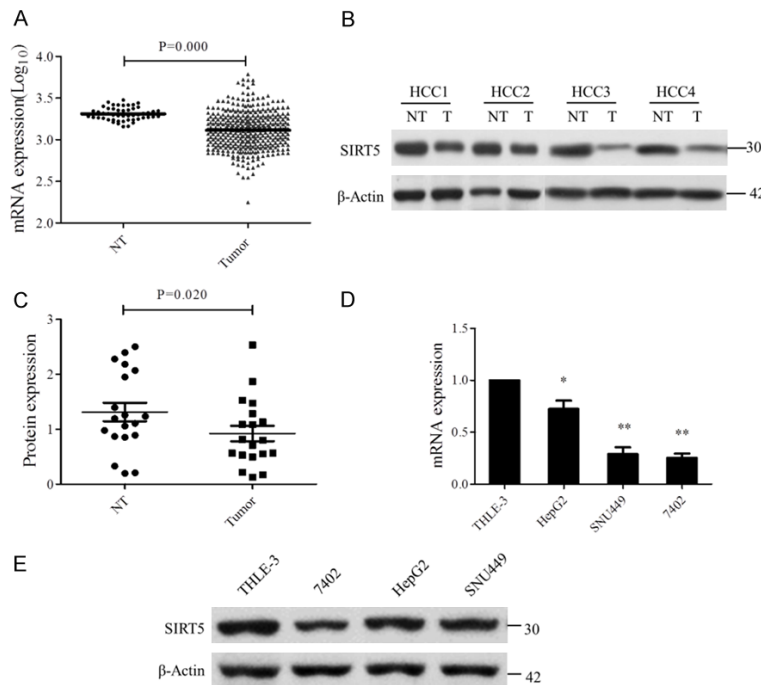 A
P=0.000
mRNA expression(Log10)
4.0
3.5
3.0
2.5
2.0
NT
Tumor
B
HCC1 HCC2 HCC3 HCC4
NT T NT T NT T NT T
SIRT5 30
β-Actin 42
C
P=0.020
Protein expression
3
2
1
0
NT
Tumor
D
mRNA expression
1.5
1.0
0.5
0.0
*
**
**
THLE-3
HepG2
SNU449
7402
E
THLE-3 7402 HepG2 SNU449
SIRT5 30
β-Actin 42